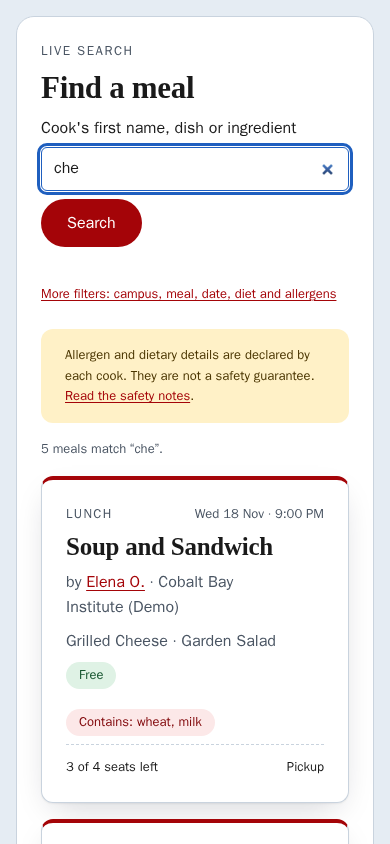 LIVE SEARCH
Find a meal
Cook's first name, dish or ingredient
che
Search
More filters: campus, meal, date, diet and allergens
Allergen and dietary details are declared by
each cook. They are not a safety guarantee.
Read the safety notes.
5 meals match “che”.
LUNCH Wed 18 Nov · 9:00 PM
Soup and Sandwich
by Elena O. · Cobalt Bay
Institute (Demo)
Grilled Cheese · Garden Salad
Free
Contains: wheat, milk
3 of 4 seats left Pickup